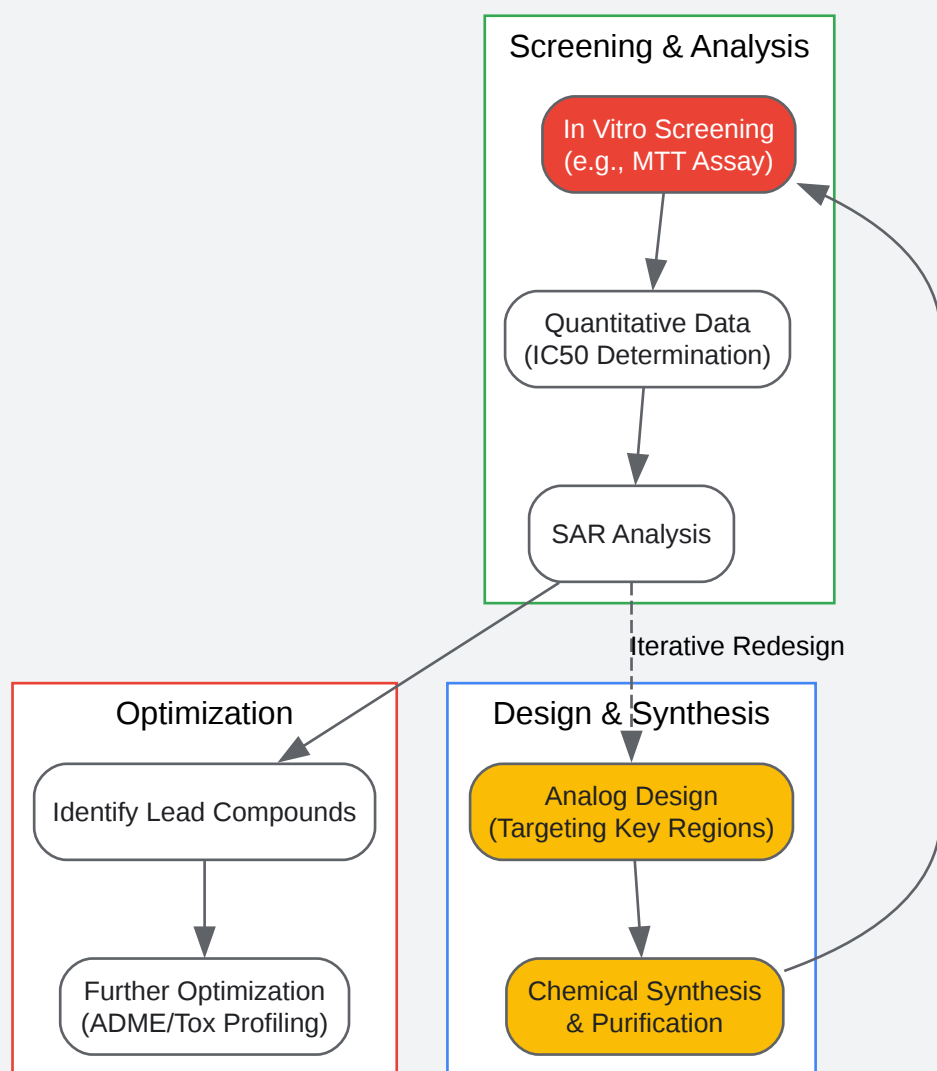 Screening & Analysis
In Vitro Screening
(e.g., MTT Assay)
Quantitative Data
(IC50 Determination)
SAR Analysis
Iterative Redesign
Optimization
Identify Lead Compounds
Further Optimization
(ADME/Tox Profiling)
Design & Synthesis
Analog Design
(Targeting Key Regions)
Chemical Synthesis
& Purification